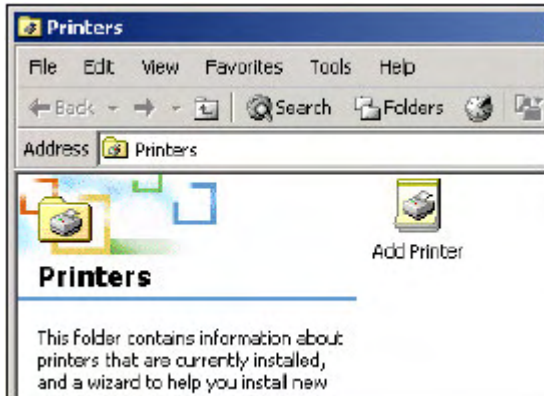 Printers
File Edit View Favorites Tools Help
Back Search Folders
Address Printers
Add Printer
Printers
This folder contains information about
printers that are currently installed,
and a wizard to help you install new